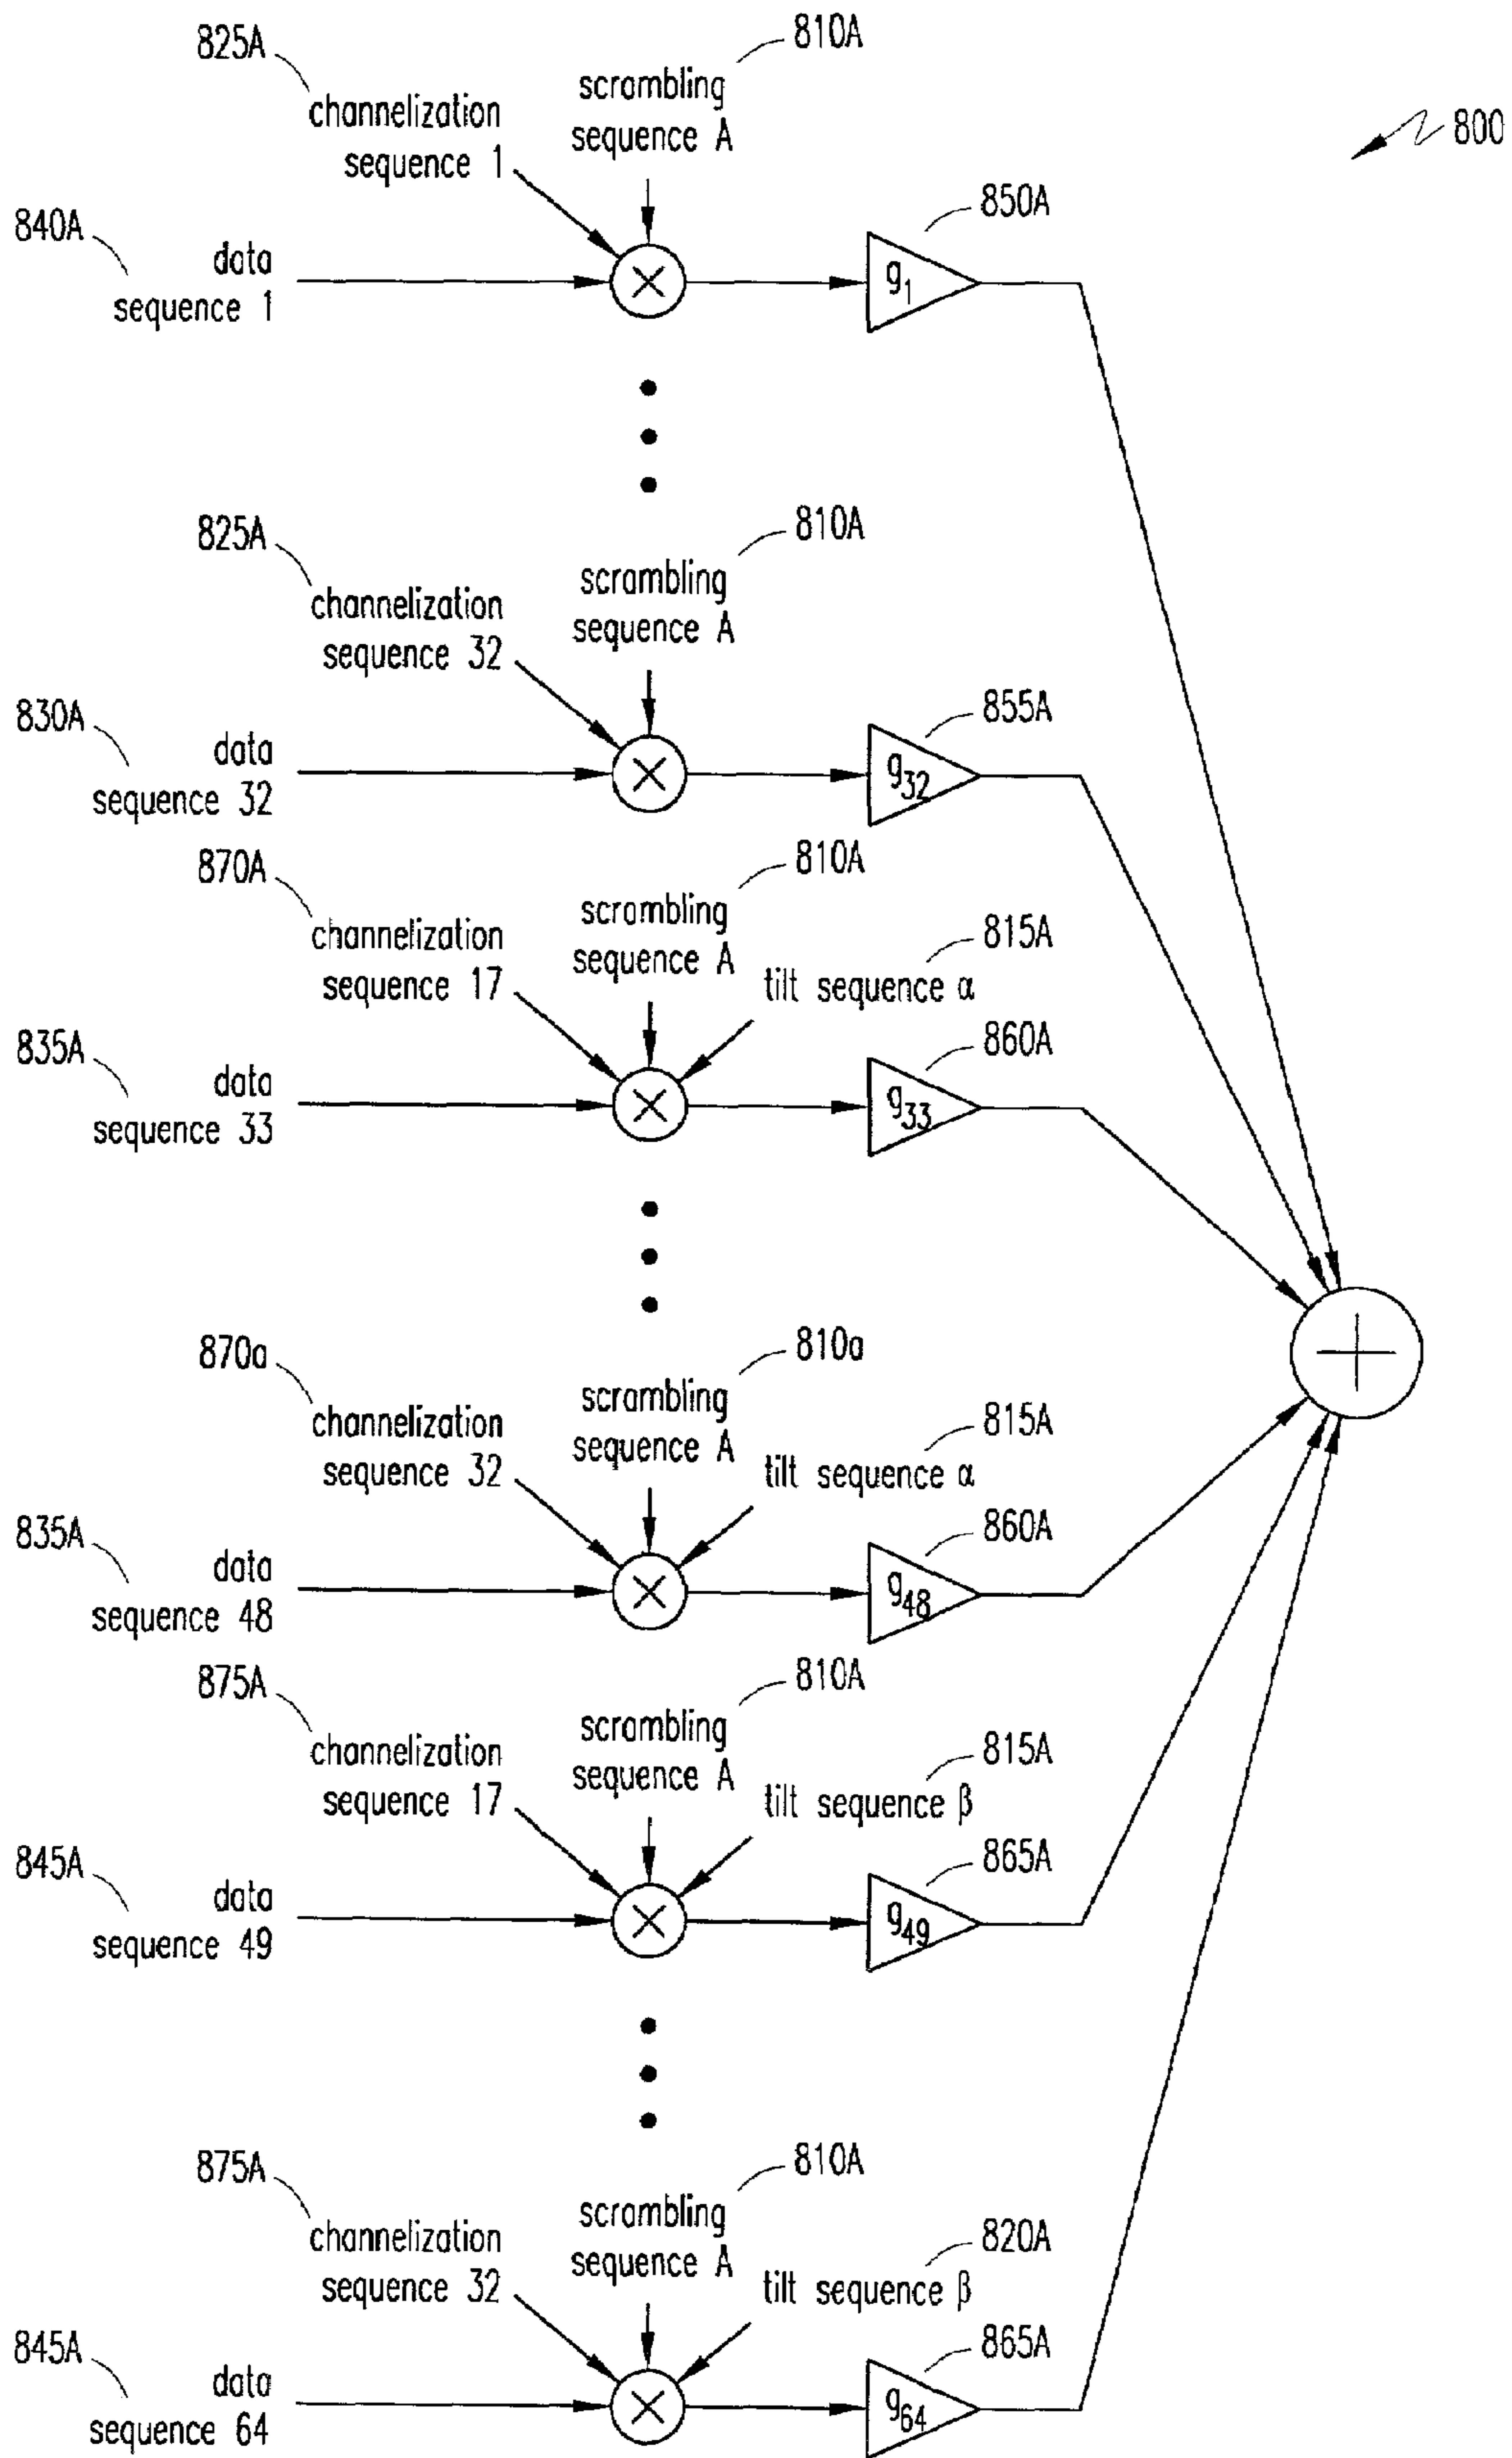 825A
channelization
sequence 1
810A
scrambling
sequence A
800
840A
data
sequence 1
850A
g1
825A
channelization
sequence 32
810A
scrambling
sequence A
830A
data
sequence 32
855A
g32
870A
channelization
sequence 17
810A
scrambling
sequence A
815A
tilt sequence α
835A
data
sequence 33
860A
g33
870a
channelization
sequence 32
810a
scrambling
sequence A
815A
tilt sequence α
835A
data
sequence 48
860A
g48
875A
channelization
sequence 17
810A
scrambling
sequence A
815A
tilt sequence β
845A
data
sequence 49
865A
g49
875A
channelization
sequence 32
810A
scrambling
sequence A
820A
tilt sequence β
845A
data
sequence 64
865A
g64